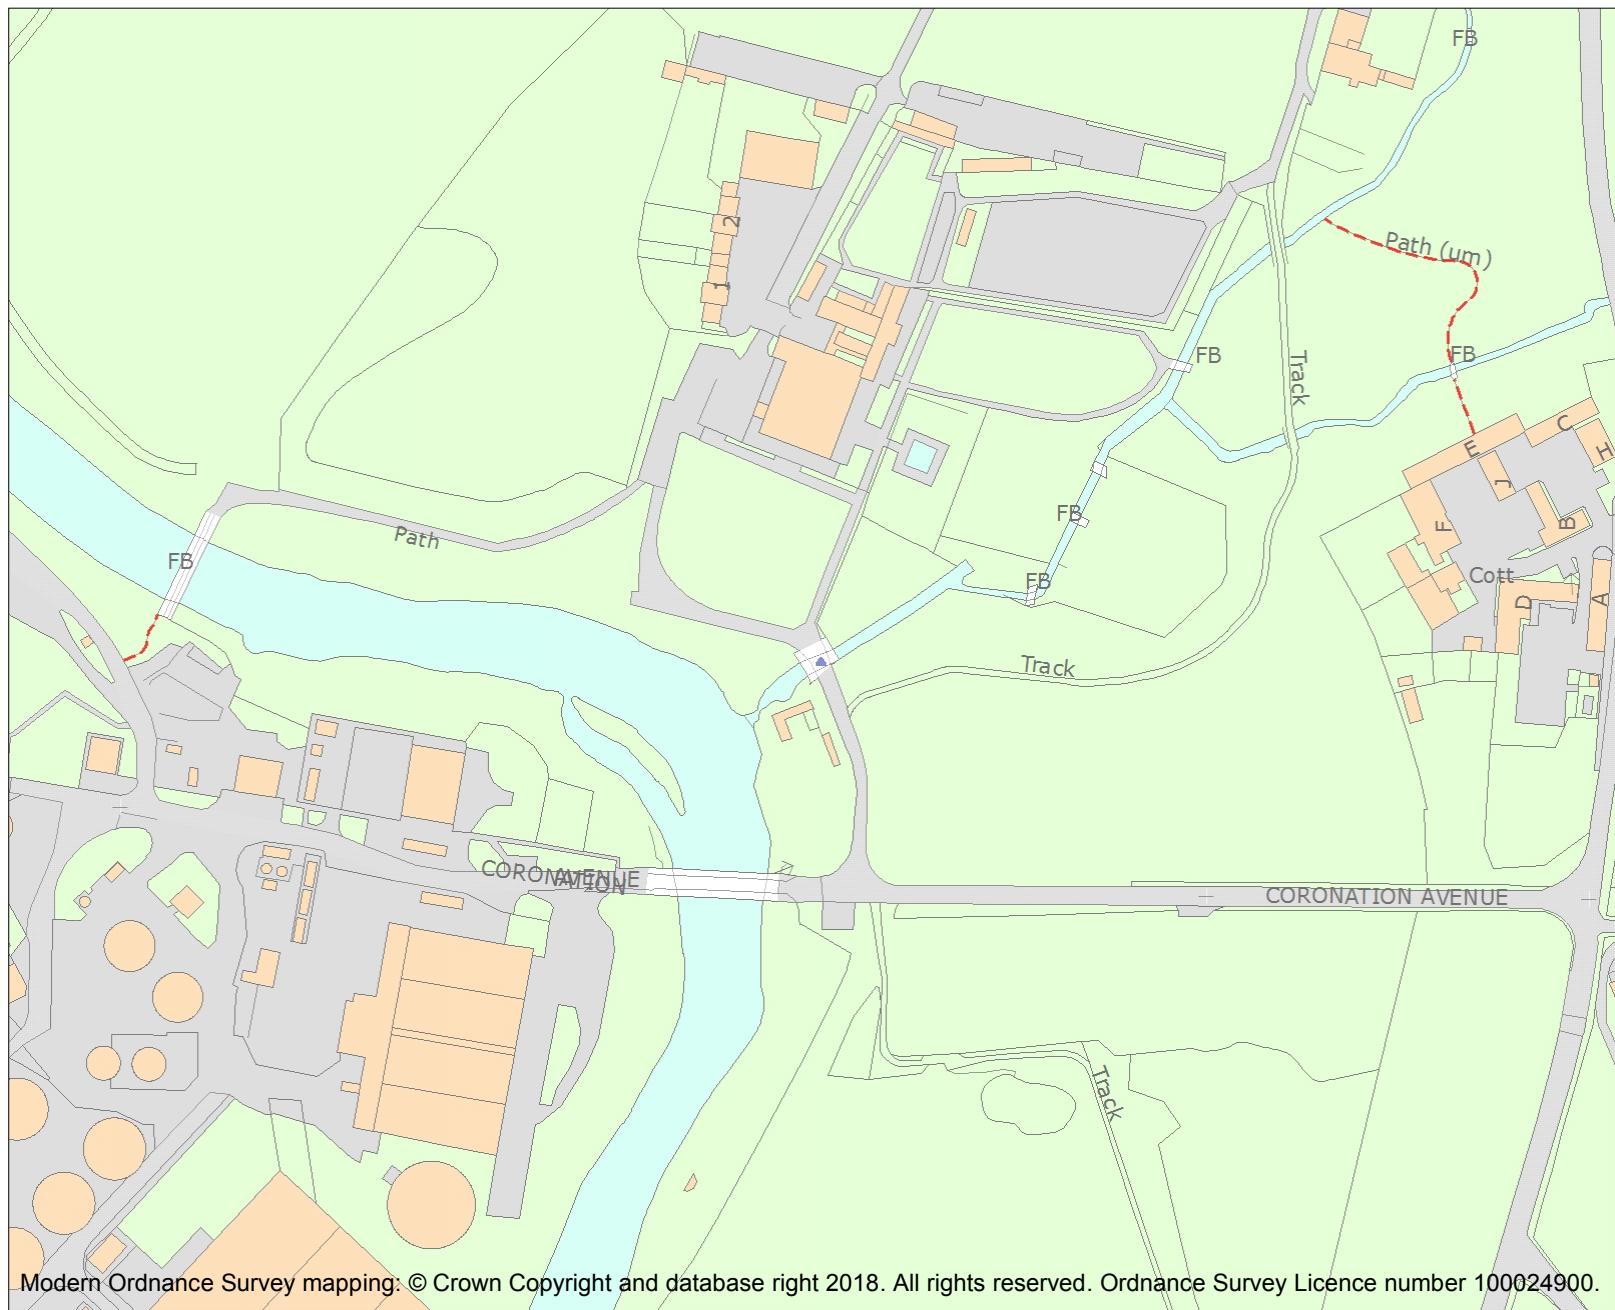 FB
2
Path (um)
1
FB
Track
FB
C
E
H
J
FB
B
F
Path
FB
Cott
FB
D
A
Track
CORONATION
AVENUE
CORONATION AVENUE
Track
Modern Ordnance Survey mapping: © Crown Copyright and database right 2018. All rights reserved. Ordnance Survey Licence number 100024900.